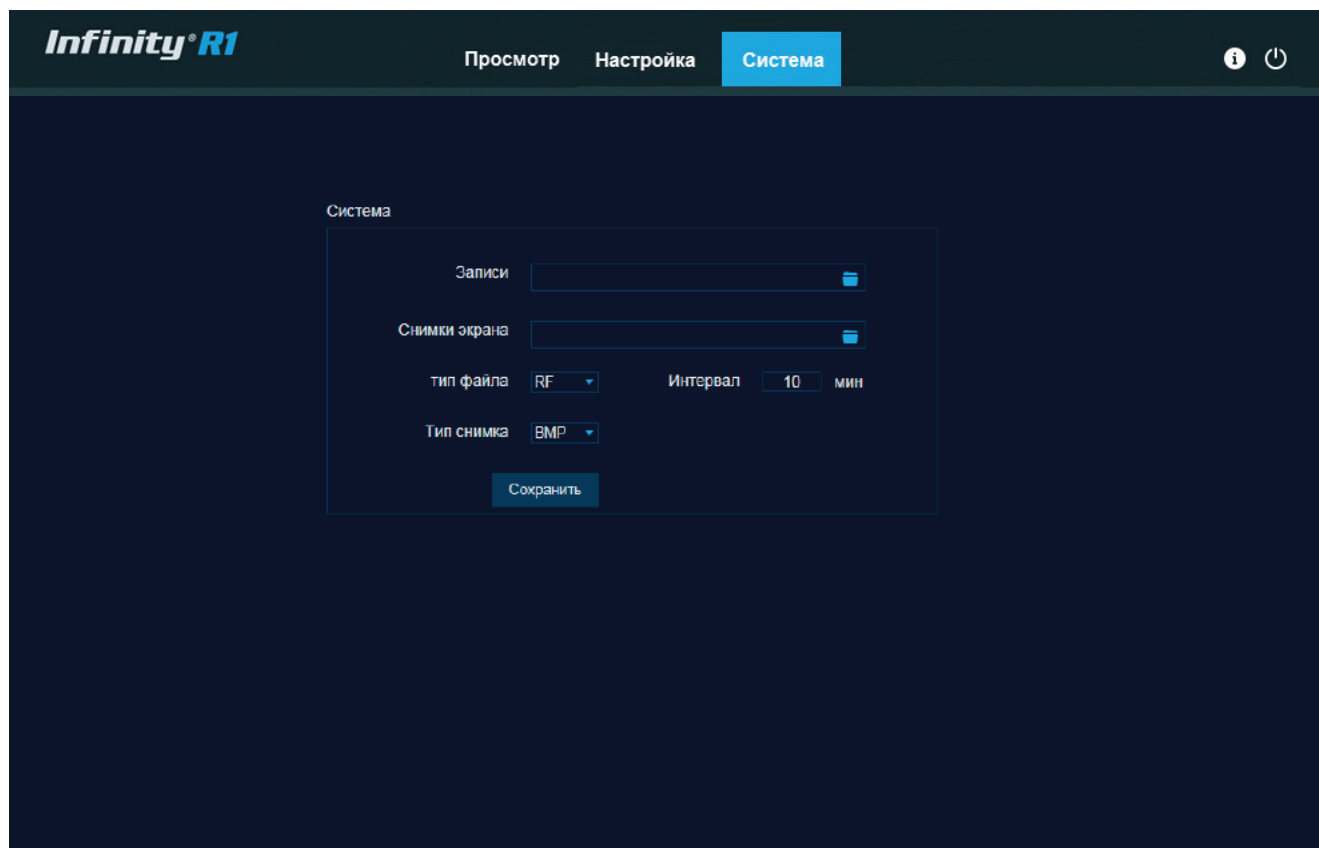 Infinity® R1
Просмотр Настройка Система
Система
Записи
Снимки экрана
тип файла RF Интервал 10 мин
Тип снимка BMP
Сохранить